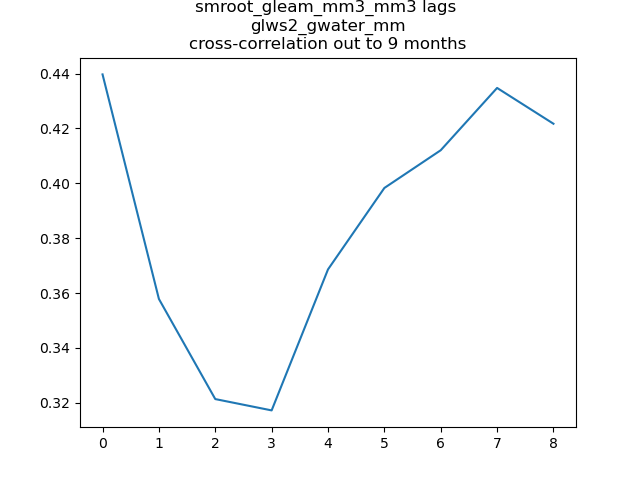 smroot_gleam_mm3_mm3 lags
glws2_gwater_mm
cross-correlation out to 9 months
0.44
0.42
0.40
0.38
0.36
0.34
0.32
0 1 2 3 4 5 6 7 8